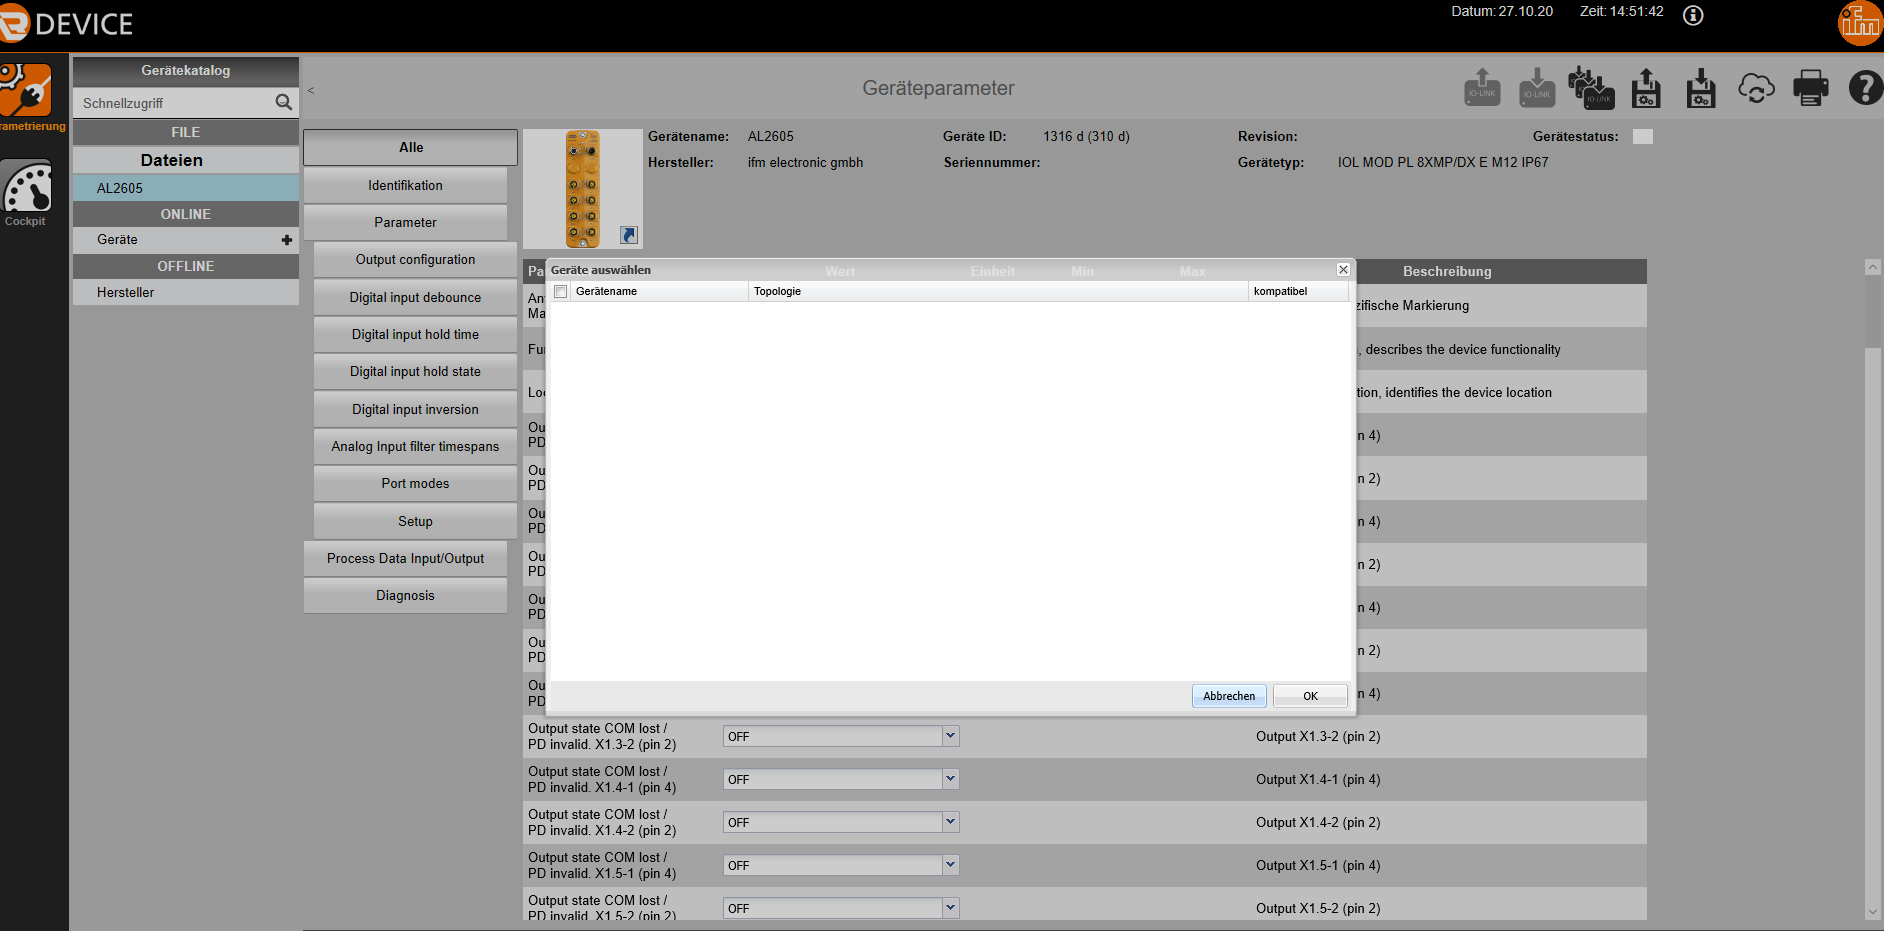 DEVICE
Datum: 27.10.20 Zeit: 14:51:42
ifm
Gerätekatalog
Schnellzugriff
FILE
Dateien
AL2605
ONLINE
Geräte
OFFLINE
Hersteller
rametrierung
Cockpit
<
Geräteparameter
IO-LINK
IO-LINK
IO LINK
Alle
Identifikation
Parameter
Output configuration
Digital input debounce
Digital input hold time
Digital input hold state
Digital input inversion
Analog Input filter timespans
Port modes
Setup
Process Data Input/Output
Diagnosis
Gerätename: AL2605 Geräte ID: 1316 d (310 d) Revision: Gerätestatus:
Hersteller: ifm electronic gmbh Seriennummer: Gerätetyp: IOL MOD PL 8XMP/DX E M12 IP67
Pa Wert Einheit Min Max Beschreibung
Geräte auswählen
Gerätename Topologie kompatibel
Abbrechen OK
An
Ma
zifische Markierung
Fu
, describes the device functionality
Loc
tion, identifies the device location
Ou
PD
n 4)
Ou
PD
n 2)
Ou
PD
n 4)
Ou
PD
n 2)
Ou
PD
n 4)
Ou
PD
n 2)
Ou
PD
n 4)
Output state COM lost /
PD invalid. X1.3-2 (pin 2) OFF Output X1.3-2 (pin 2)
Output state COM lost /
PD invalid. X1.4-1 (pin 4) OFF Output X1.4-1 (pin 4)
Output state COM lost /
PD invalid. X1.4-2 (pin 2) OFF Output X1.4-2 (pin 2)
Output state COM lost /
PD invalid. X1.5-1 (pin 4) OFF Output X1.5-1 (pin 4)
Output state COM lost /
PD invalid. X1.5-2 (pin 2) OFF Output X1.5-2 (pin 2)